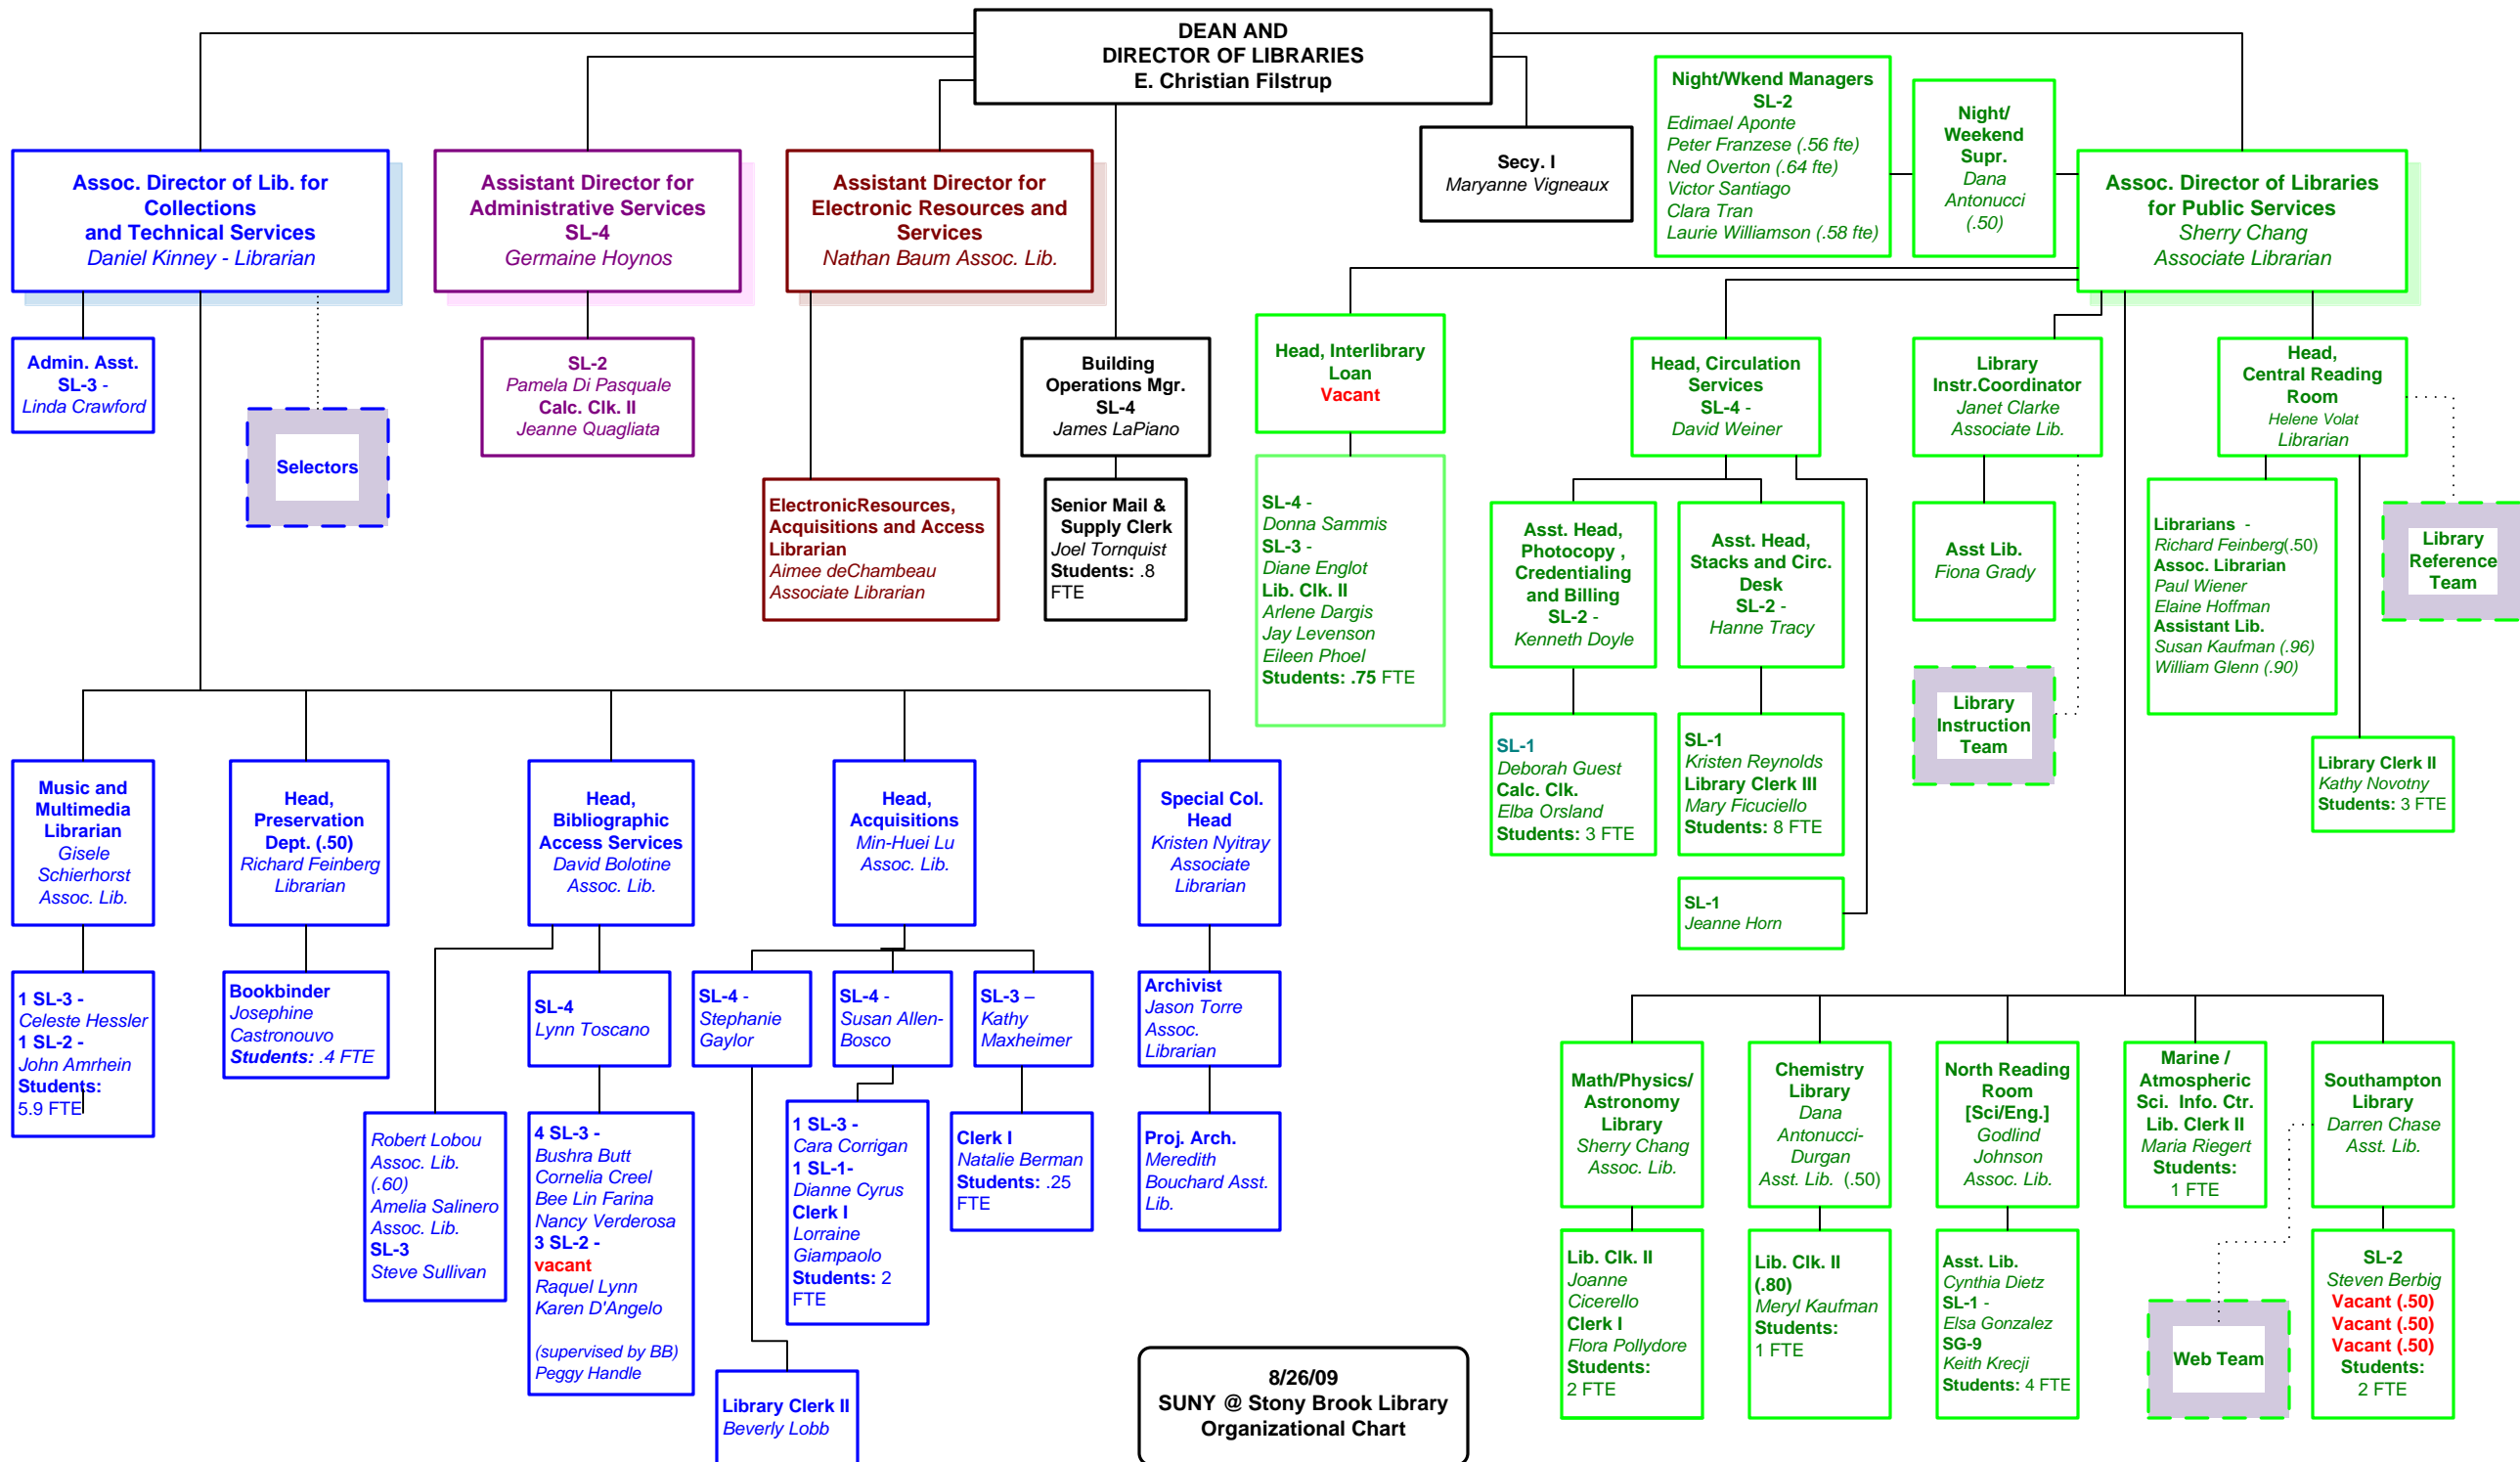 DEAN AND
DIRECTOR OF LIBRARIES
E. Christian Filstrup
Night/Wkend Managers
SL-2
Edimael Aponte
Peter Franzese (.56 fte)
Ned Overton (.64 fte)
Victor Santiago
Clara Tran
Laurie Williamson (.58 fte)
Night/
Weekend
Supr.
Dana
Antonucci
(.50)
Secy. I
Maryanne Vigneaux
Assoc. Director of Lib. for
Collections
and Technical Services
Daniel Kinney - Librarian
Assistant Director for
Administrative Services
SL-4
Germaine Hoynos
Assistant Director for
Electronic Resources and
Services
Nathan Baum Assoc. Lib.
Assoc. Director of Libraries
for Public Services
Sherry Chang
Associate Librarian
Admin. Asst.
SL-3 -
Linda Crawford
Selectors
SL-2
Pamela Di Pasquale
Calc. Clk. II
Jeanne Quagliata
Building
Operations Mgr.
SL-4
James LaPiano
Head, Interlibrary
Loan
Vacant
Head, Circulation
Services
SL-4 -
David Weiner
Library
Instr.Coordinator
Janet Clarke
Associate Lib.
Head,
Central Reading
Room
Helene Volat
Librarian
ElectronicResources,
Acquisitions and Access
Librarian
Aimee deChambeau
Associate Librarian
Senior Mail &
Supply Clerk
Joel Tornquist
Students: .8
FTE
SL-4 -
Donna Sammis
SL-3 -
Diane Englot
Lib. Clk. II
Arlene Dargis
Jay Levenson
Eileen Phoel
Students: .75 FTE
Asst. Head,
Photocopy ,
Credentialing
and Billing
SL-2 -
Kenneth Doyle
Asst. Head,
Stacks and Circ.
Desk
SL-2 -
Hanne Tracy
Asst Lib.
Fiona Grady
Librarians -
Richard Feinberg(.50)
Assoc. Librarian
Paul Wiener
Elaine Hoffman
Assistant Lib.
Susan Kaufman (.96)
William Glenn (.90)
Library
Reference
Team
Library
Instruction
Team
SL-1
Deborah Guest
Calc. Clk.
Elba Orsland
Students: 3 FTE
SL-1
Kristen Reynolds
Library Clerk III
Mary Ficuciello
Students: 8 FTE
Library Clerk II
Kathy Novotny
Students: 3 FTE
SL-1
Jeanne Horn
Music and
Multimedia
Librarian
Gisele
Schierhorst
Assoc. Lib.
Head,
Preservation
Dept. (.50)
Richard Feinberg
Librarian
Head,
Bibliographic
Access Services
David Bolotine
Assoc. Lib.
Head,
Acquisitions
Min-Huei Lu
Assoc. Lib.
Special Col.
Head
Kristen Nyitray
Associate
Librarian
1 SL-3 -
Celeste Hessler
1 SL-2 -
John Amrhein
Students:
5.9 FTE
Bookbinder
Josephine
Castronouvo
Students: .4 FTE
SL-4
Lynn Toscano
SL-4 -
Stephanie
Gaylor
SL-4 -
Susan Allen-
Bosco
SL-3 –
Kathy
Maxheimer
Archivist
Jason Torre
Assoc.
Librarian
Robert Lobou
Assoc. Lib.
(.60)
Amelia Salinero
Assoc. Lib.
SL-3
Steve Sullivan
4 SL-3 -
Bushra Butt
Cornelia Creel
Bee Lin Farina
Nancy Verderosa
3 SL-2 -
vacant
Raquel Lynn
Karen D'Angelo
(supervised by BB)
Peggy Handle
1 SL-3 -
Cara Corrigan
1 SL-1-
Dianne Cyrus
Clerk I
Lorraine
Giampaolo
Students: 2
FTE
Clerk I
Natalie Berman
Students: .25
FTE
Proj. Arch.
Meredith
Bouchard Asst.
Lib.
Library Clerk II
Beverly Lobb
Math/Physics/
Astronomy
Library
Sherry Chang
Assoc. Lib.
Chemistry
Library
Dana
Antonucci-
Durgan
Asst. Lib. (.50)
North Reading
Room
[Sci/Eng.]
Godlind
Johnson
Assoc. Lib.
Marine /
Atmospheric
Sci. Info. Ctr.
Lib. Clerk II
Maria Riegert
Students:
1 FTE
Southampton
Library
Darren Chase
Asst. Lib.
Lib. Clk. II
Joanne
Cicerello
Clerk I
Flora Pollydore
Students:
2 FTE
Lib. Clk. II
(.80)
Meryl Kaufman
Students:
1 FTE
Asst. Lib.
Cynthia Dietz
SL-1 -
Elsa Gonzalez
SG-9
Keith Krecji
Students: 4 FTE
Web Team
SL-2
Steven Berbig
Vacant (.50)
Vacant (.50)
Vacant (.50)
Students:
2 FTE
8/26/09
SUNY @ Stony Brook Library
Organizational Chart